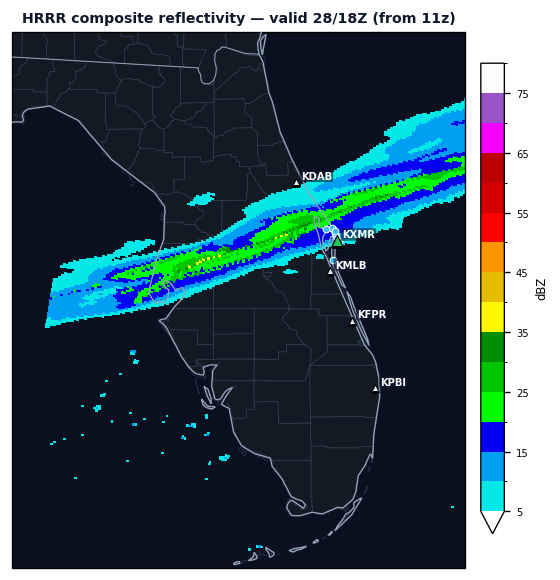 HRRR composite reflectivity — valid 28/18Z (from 11z)
KDAB
KXMR
KMLB
KFPR
KPBI
75
65
55
45
35
25
15
5
dBZ